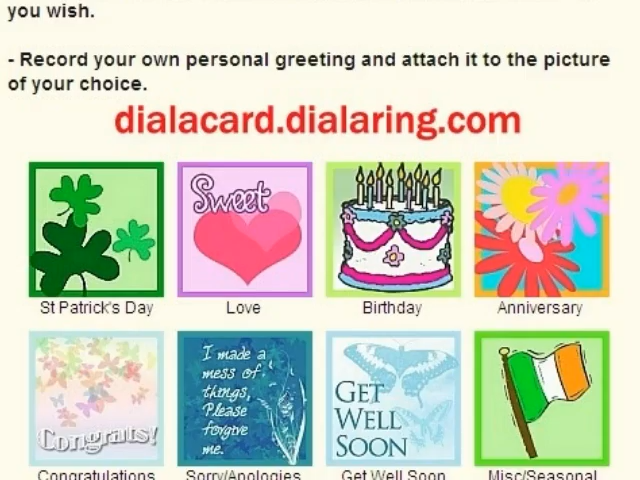 you wish.
- Record your own personal greeting and attach it to the picture
of your choice.
dialacard.dialaring.com
Sweet
St Patrick's Day
Love
Birthday
Anniversary
Congrats!
I made a
mess of
things,
Please
forgive
me.
GET
WELL
SOON
Congratulations
Sorry/Apologies
Get Well Soon
Misc/Seasonal